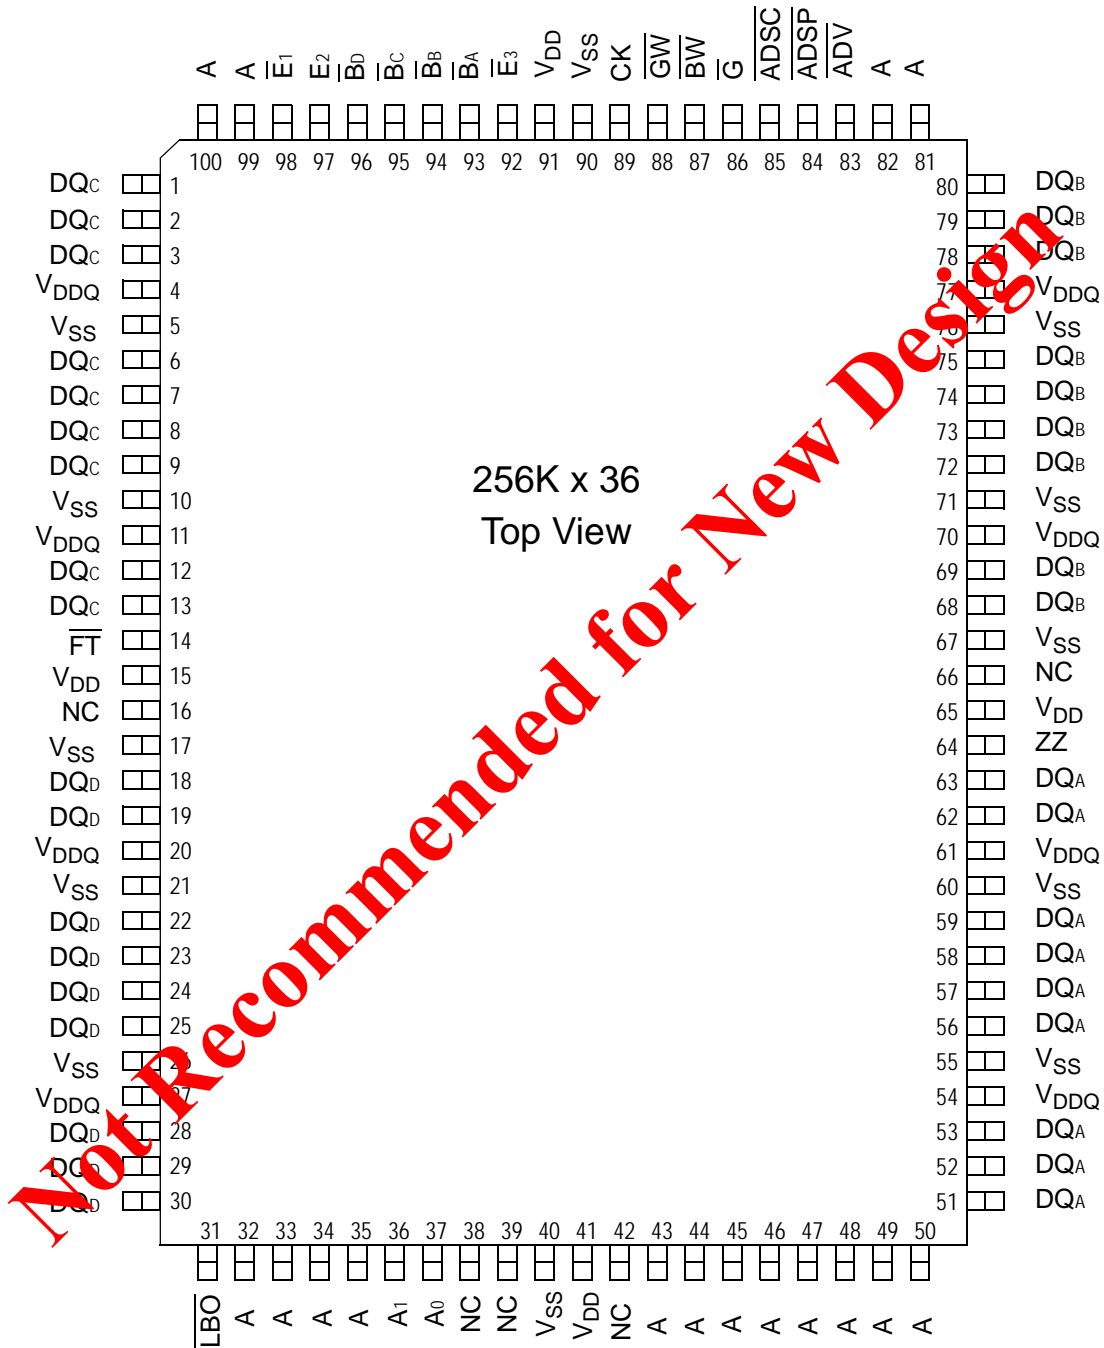 A A E1 E2 BD BC BB BA E3 VDD VSS CK GW BW G ADSC ADSP ADV A A
100 99 98 97 96 95 94 93 92 91 90 89 88 87 86 85 84 83 82 81
DQC 1 80 DQB
DQC 2 79 DQB
DQC 3 78 DQB
VDDQ 4 77 VDDQ
VSS 5 76 VSS
DQC 6 75 DQB
DQC 7 74 DQB
DQC 8 73 DQB
DQC 9 72 DQB
VSS 10 71 VSS
VDDQ 11 70 VDDQ
DQC 12 69 DQB
DQC 13 68 DQB
FT 14 67 VSS
VDD 15 66 NC
NC 16 65 VDD
VSS 17 64 ZZ
DQD 18 63 DQA
DQD 19 62 DQA
VDDQ 20 61 VDDQ
VSS 21 60 VSS
DQD 22 59 DQA
DQD 23 58 DQA
DQD 24 57 DQA
DQD 25 56 DQA
VSS 26 55 VSS
VDDQ 27 54 VDDQ
DQD 28 53 DQA
DQD 29 52 DQA
DQD 30 51 DQA
256K x 36
Top View
Not Recommended for New Design
31 32 33 34 35 36 37 38 39 40 41 42 43 44 45 46 47 48 49 50
LBO A A A A A1 A0 NC NC VSS VDD NC A A A A A A A A